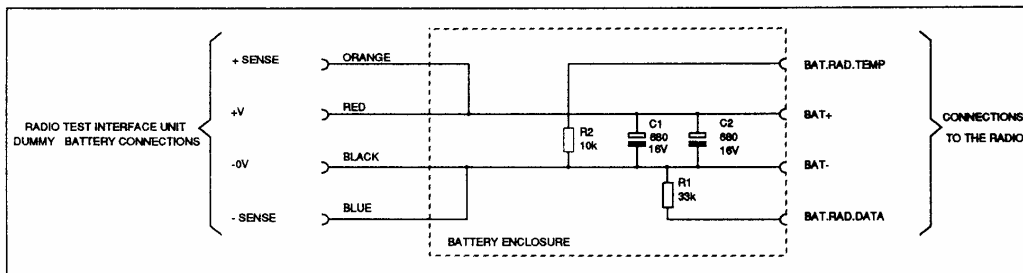 + SENSE
ORANGE
BAT.RAD.TEMP
+V
RED
BAT+
RADIO TEST INTERFACE UNIT
DUMMY BATTERY CONNECTIONS
R2
10k
C1
680
16V
C2
680
16V
CONNECTIONS
TO THE RADIO
-0V
BLACK
BAT-
R1
33k
- SENSE
BLUE
BAT.RAD.DATA
BATTERY ENCLOSURE